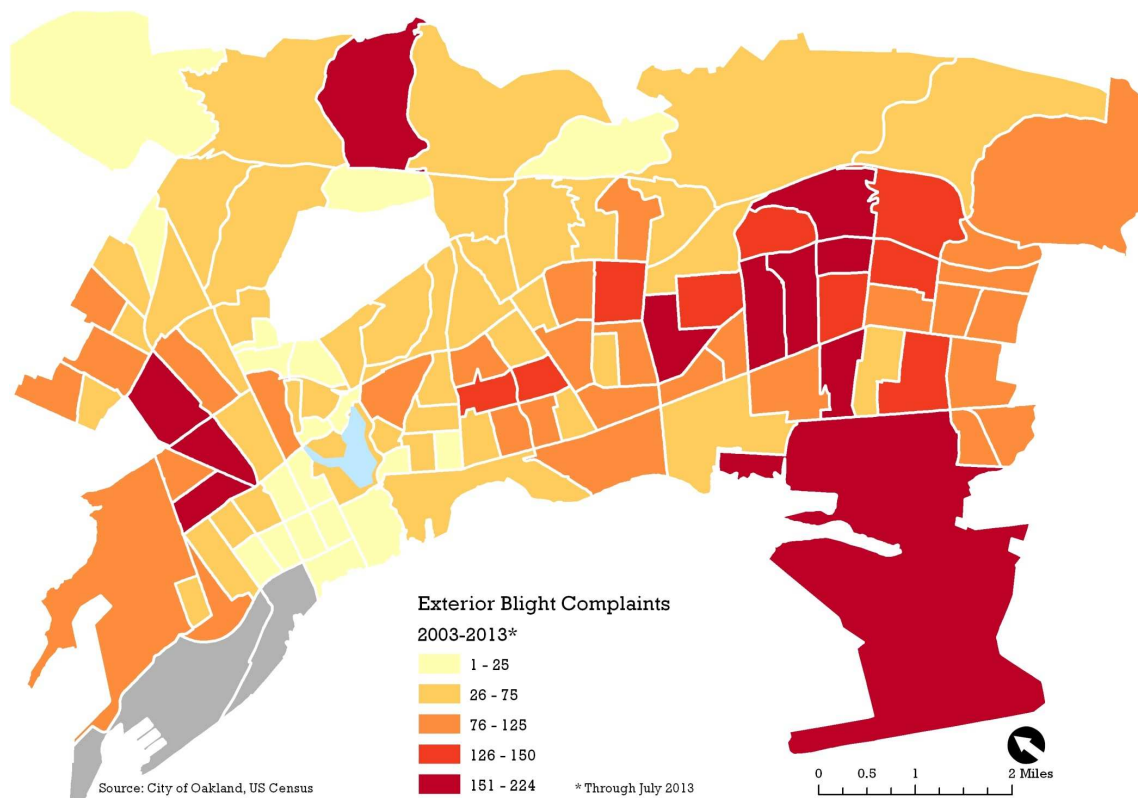 Exterior Blight Complaints
2003-2013*
1 - 25
26 - 75
76 - 125
126 - 150
151 - 224
Source: City of Oakland, US Census
* Through July 2013
0 0.5 1 2 Miles